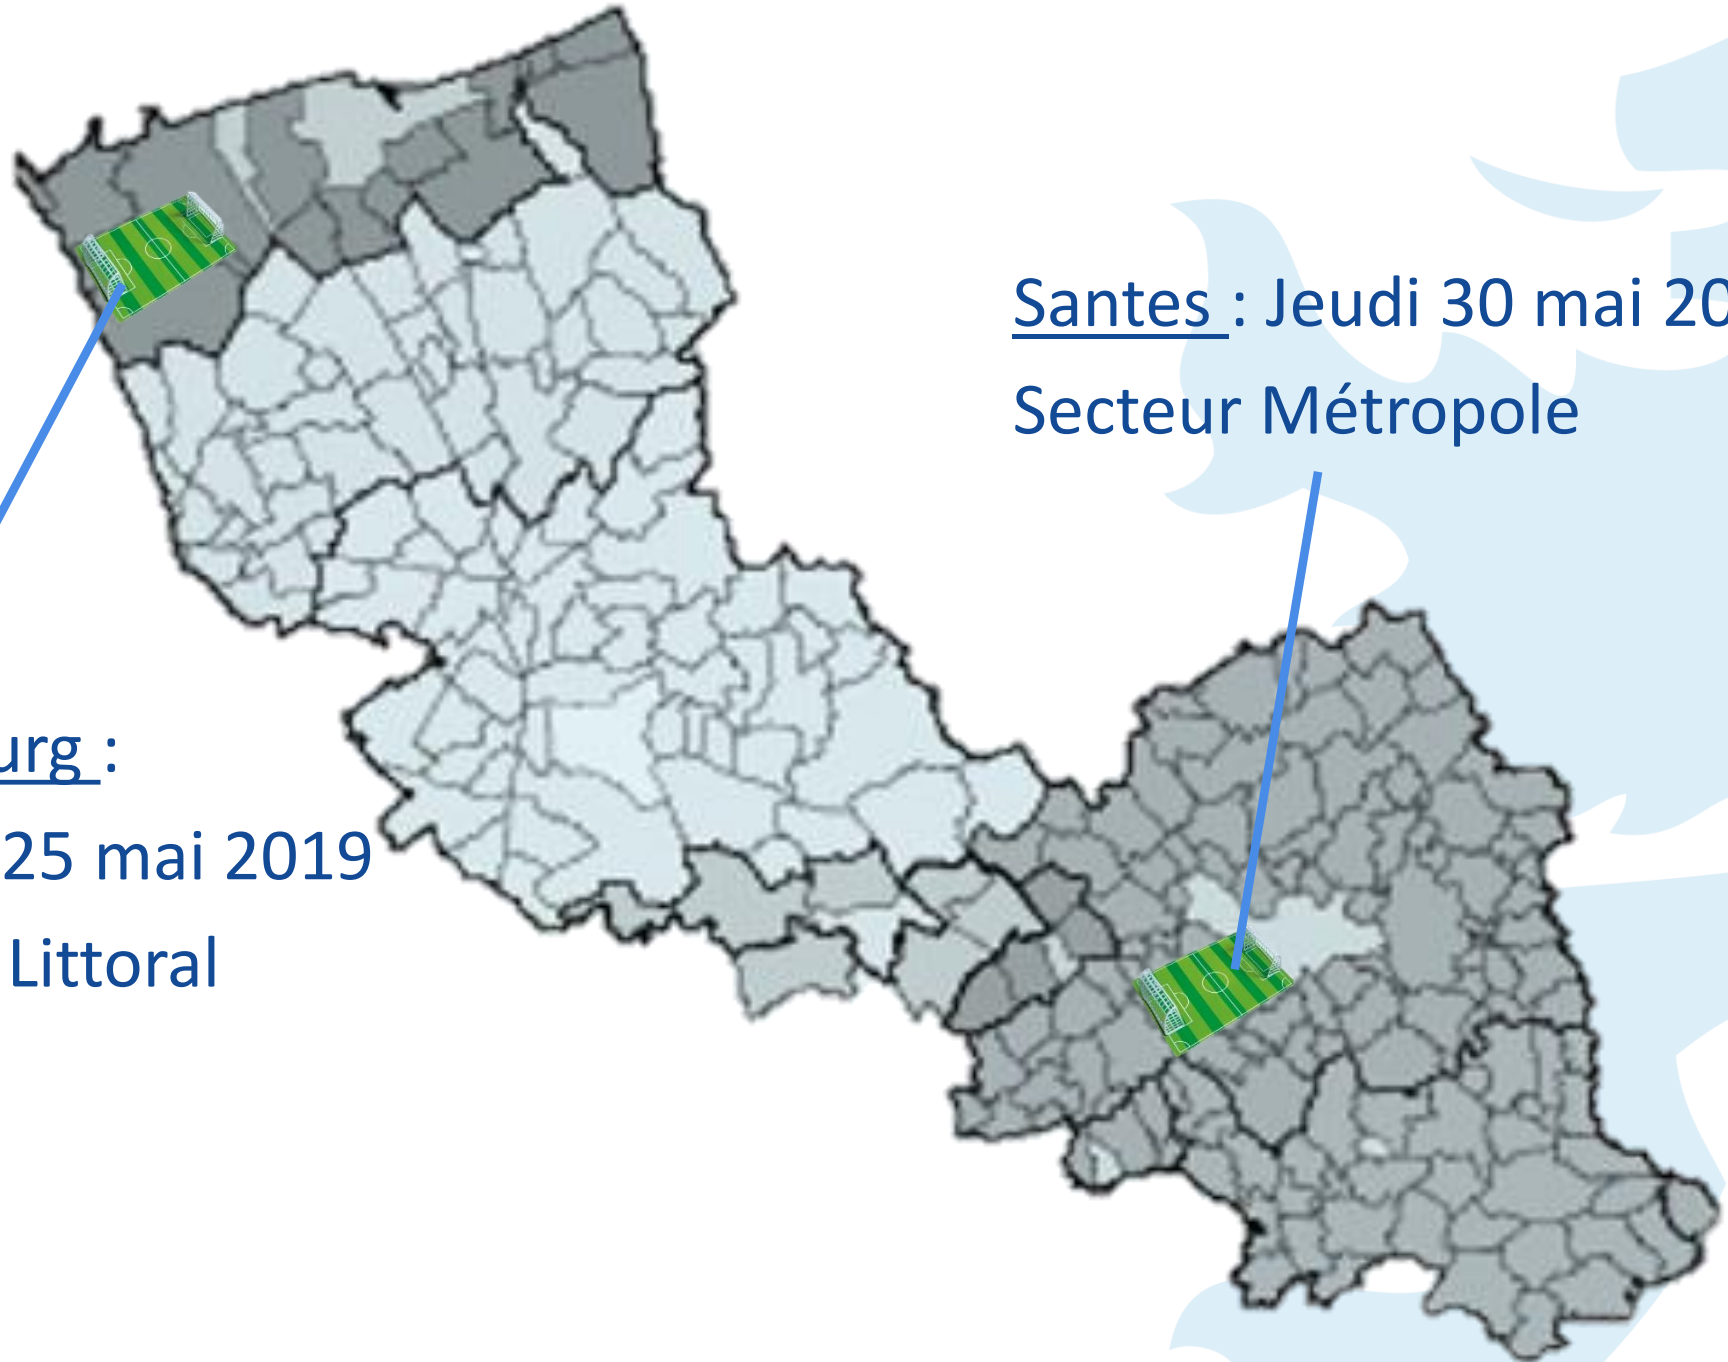 Santes : Jeudi 30 mai 20
Secteur Métropole
urg :
25 mai 2019
Littoral